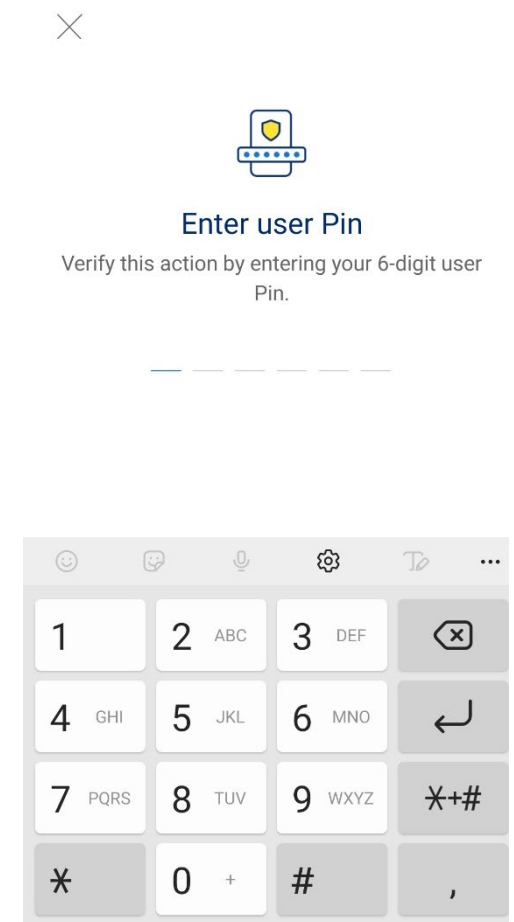 Enter user Pin
Verify this action by entering your 6-digit user
Pin.
1 2 ABC 3 DEF
4 GHI 5 JKL 6 MNO
7 PQRS 8 TUV 9 WXYZ *+#
* 0 + # ,